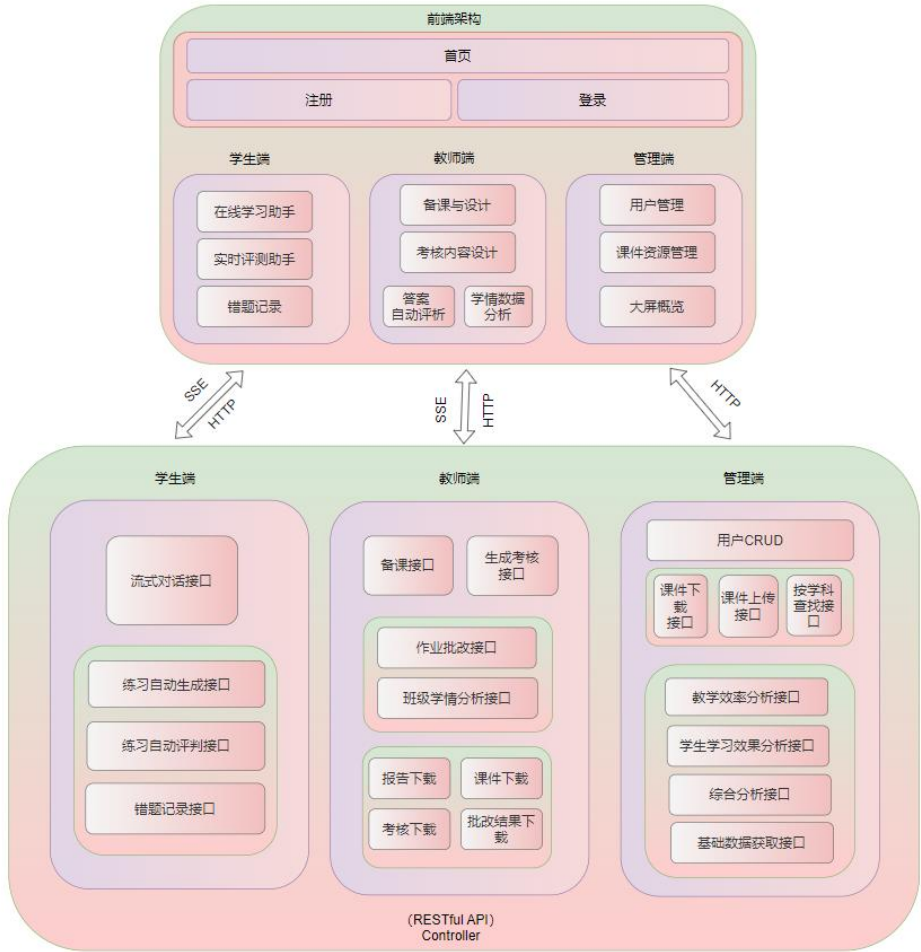 前端架构
首页
注册
登录
学生端
教师端
管理端
在线学习助手
实时评测助手
错题记录
备课与设计
考核内容设计
答案
自动评析
学情数据
分析
用户管理
课件资源管理
大屏概览
SSE
HTTP
SSE
HTTP
HTTP
学生端
教师端
管理端
流式对话接口
练习自动生成接口
练习自动评判接口
错题记录接口
备课接口
生成考核
接口
作业批改接口
班级学情分析接口
报告下载
课件下载
考核下载
批改结果下
载
用户CRUD
课件下
载
接口
课件上传
接口
按学科
查找接
口
教学效率分析接口
学生学习效果分析接口
综合分析接口
基础数据获取接口
（RESTful API）
Controller